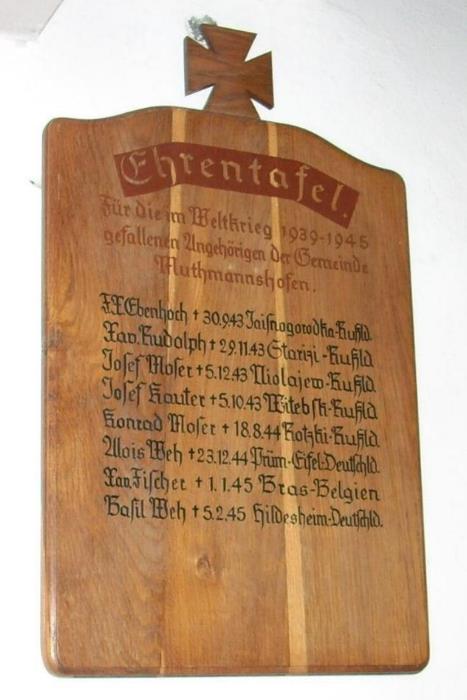 Ehrentafel.
Für die im Weltkrieg 1939-1945
gefallenen Angehörigen der Gemeinde
Muthmannshofen.
F.X. Ebenhoch † 30.9.43 Jaisnogorodka-Rußld.
Xav. Rudolph † 29.11.43 Starizi-Rußld.
Josef Moser † 5.12.43 Niolajew-Rußld.
Josef Kauter † 5.10.43 Witebsk-Rußld.
Konrad Moser † 18.8.44 Rotzki-Rußld.
Alois Weh † 23.12.44 Prüm-Eifel-Deutschld.
Xav. Fischer † 1.1.45 Bras-Belgien
Basil Weh † 5.2.45 Hildesheim-Deutschld.